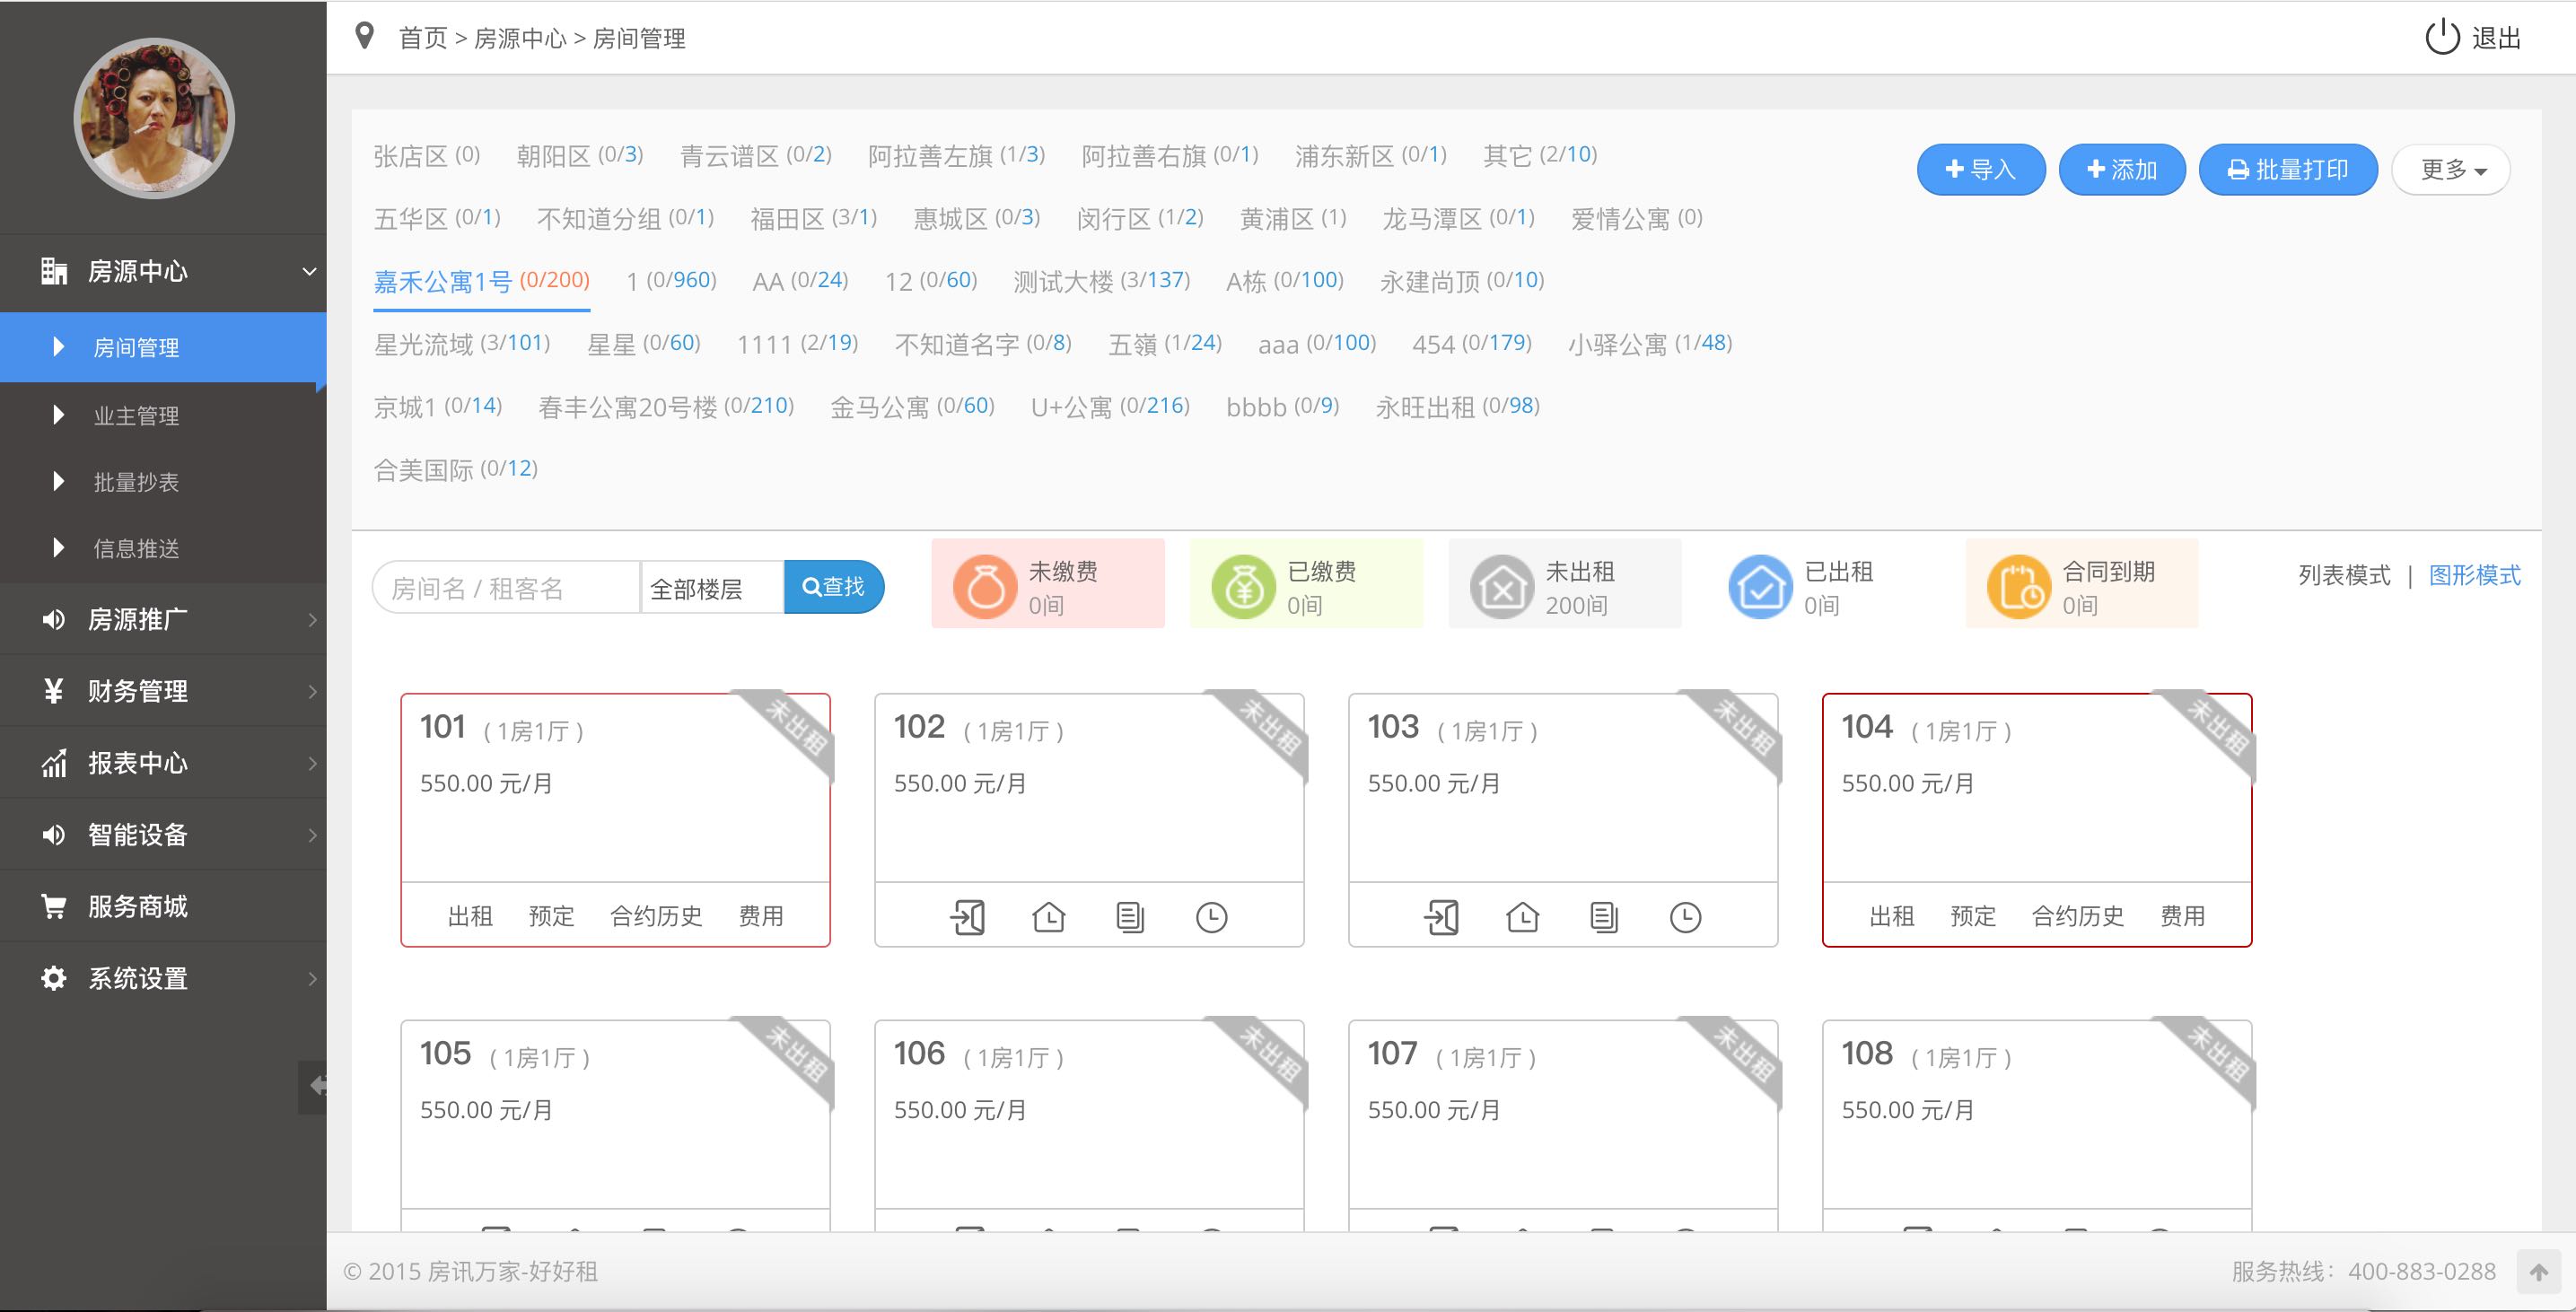 首页 > 房源中心 > 房间管理
退出
房源中心
房间管理
业主管理
批量抄表
信息推送
房源推广
财务管理
报表中心
智能设备
服务商城
系统设置
张店区 (0) 朝阳区 (0/3) 青云谱区 (0/2) 阿拉善左旗 (1/3) 阿拉善右旗 (0/1) 浦东新区 (0/1) 其它 (2/10)
五华区 (0/1) 不知道分组 (0/1) 福田区 (3/1) 惠城区 (0/3) 闵行区 (1/2) 黄浦区 (1) 龙马潭区 (0/1) 爱情公寓 (0)
嘉禾公寓1号 (0/200) 1 (0/960) AA (0/24) 12 (0/60) 测试大楼 (3/137) A栋 (0/100) 永建尚顶 (0/10)
星光流域 (3/101) 星星 (0/60) 1111 (2/19) 不知道名字 (0/8) 五嶺 (1/24) aaa (0/100) 454 (0/179) 小驿公寓 (1/48)
京城1 (0/14) 春丰公寓20号楼 (0/210) 金马公寓 (0/60) U+公寓 (0/216) bbbb (0/9) 永旺出租 (0/98)
合美国际 (0/12)
导入 添加 批量打印 更多
房间名 / 租客名 全部楼层 查找
未缴费
0间
已缴费
0间
未出租
200间
已出租
0间
合同到期
0间
列表模式 | 图形模式
101 ( 1房1厅 ) 未出租
550.00 元/月
出租 预定 合约历史 费用
102 ( 1房1厅 ) 未出租
550.00 元/月
103 ( 1房1厅 ) 未出租
550.00 元/月
104 ( 1房1厅 ) 未出租
550.00 元/月
出租 预定 合约历史 费用
105 ( 1房1厅 ) 未出租
550.00 元/月
106 ( 1房1厅 ) 未出租
550.00 元/月
107 ( 1房1厅 ) 未出租
550.00 元/月
108 ( 1房1厅 ) 未出租
550.00 元/月
© 2015 房讯万家-好好租
服务热线：400-883-0288